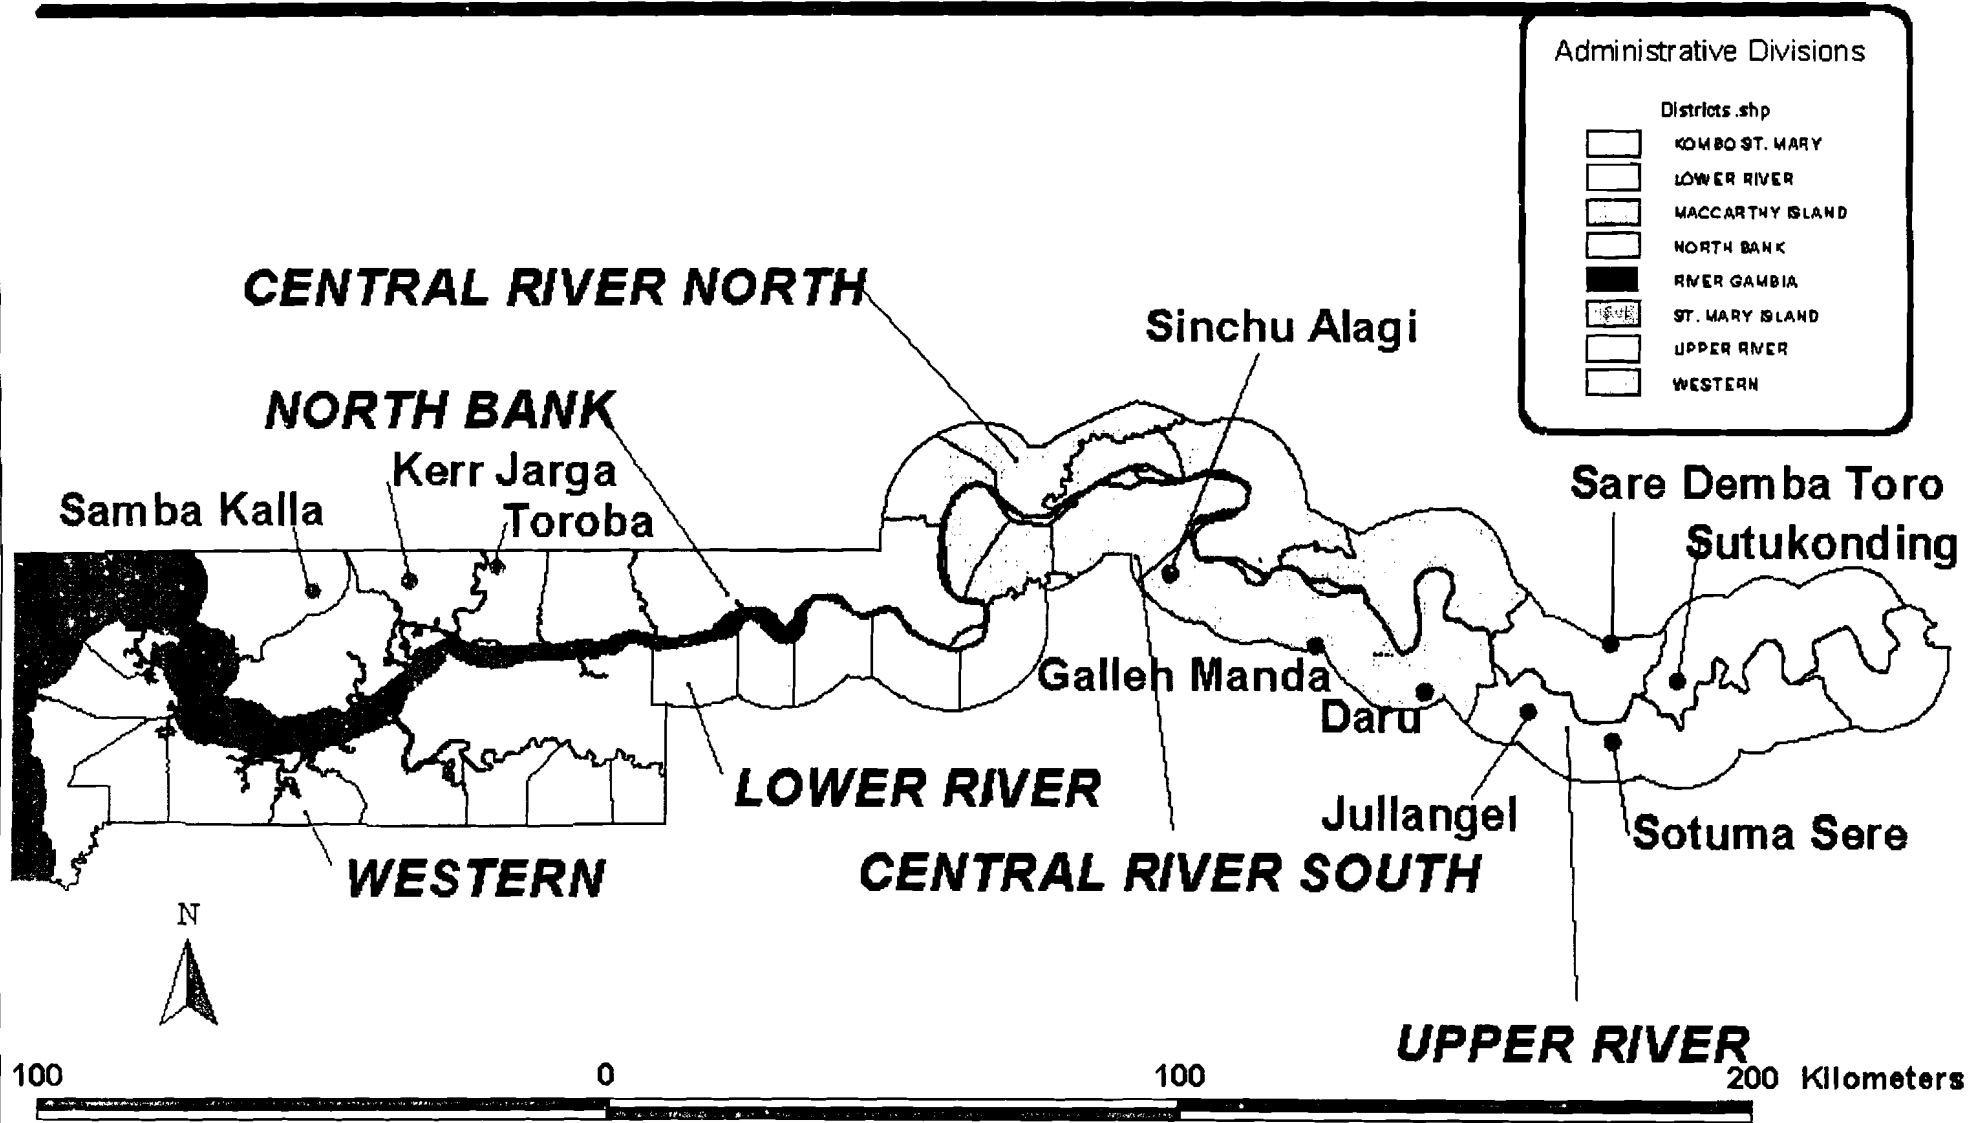 Administrative Divisions
Districts.shp
KOMBO ST. MARY
LOWER RIVER
MACCARTHY ISLAND
NORTH BANK
RIVER GAMBIA
ST. MARY ISLAND
UPPER RIVER
WESTERN
CENTRAL RIVER NORTH
Sinchu Alagi
NORTH BANK
Kerr Jarga
Samba Kalla
Toroba
Sare Demba Toro
Sutukonding
Galleh Manda
Daru
LOWER RIVER
Jullangel
Sotuma Sere
WESTERN
CENTRAL RIVER SOUTH
N
UPPER RIVER
100 0 100 200 Kilometers